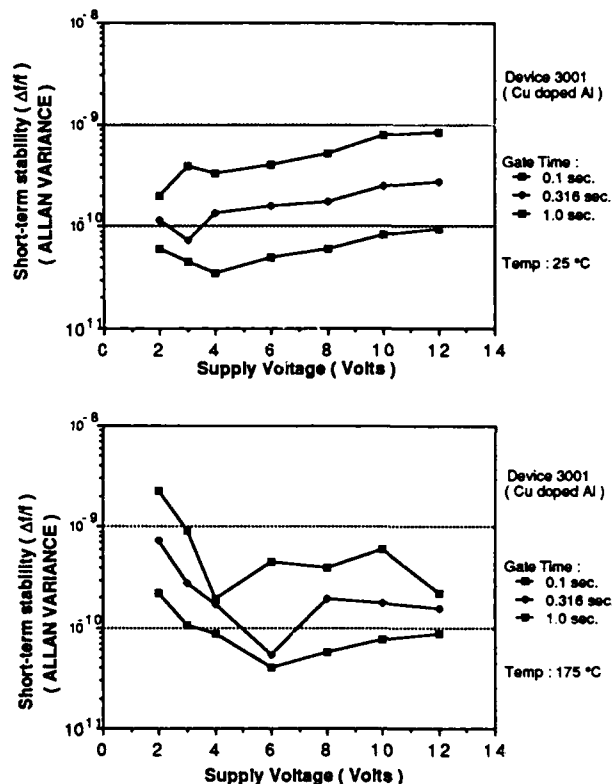 10-8
10-9
10-10
10-11
Short-term stability ( Δf/f )
( ALLAN VARIANCE )
0 2 4 6 8 10 12 14
Supply Voltage ( Volts )
Device 3001
( Cu doped Al )
Gate Time :
0.1 sec.
0.316 sec.
1.0 sec.
Temp : 25 °C
10-8
10-9
10-10
10-11
Short-term stability ( Δf/f )
( ALLAN VARIANCE )
0 2 4 6 8 10 12 14
Supply Voltage ( Volts )
Device 3001
( Cu doped Al )
Gate Time :
0.1 sec.
0.316 sec.
1.0 sec.
Temp : 175 °C